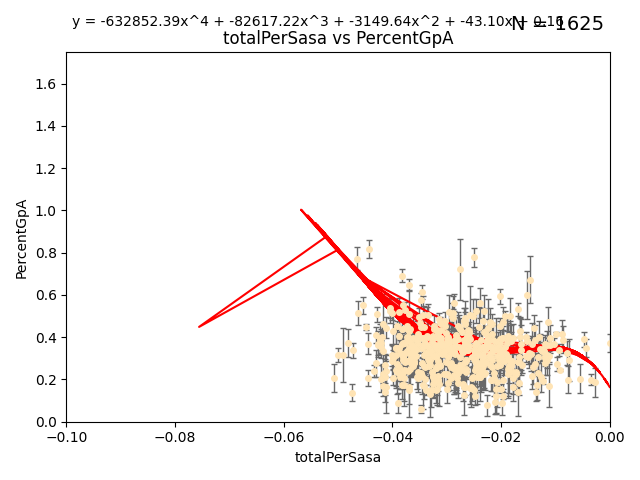 y = -632852.39x^4 + -82617.22x^3 + -3149.64x^2 + -43.10x + 0.16
N = 1625
totalPerSasa vs PercentGpA
1.6
1.4
1.2
1.0
0.8
0.6
0.4
0.2
0.0
PercentGpA
−0.10 −0.08 −0.06 −0.04 −0.02 0.00
totalPerSasa